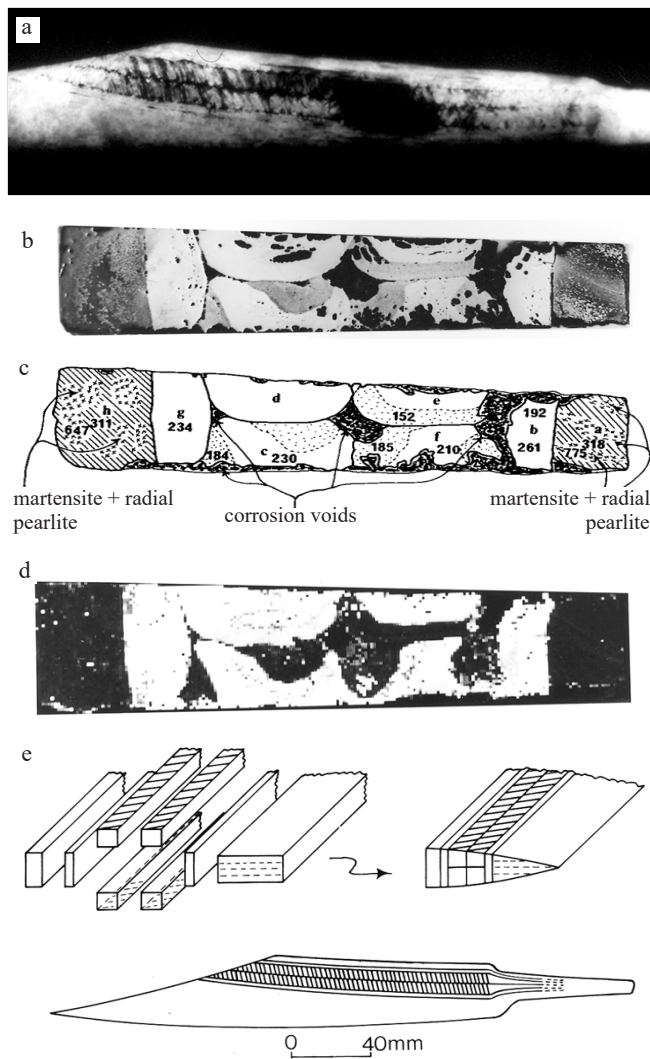 a
b
c
d
e
h
g
152
192
311
234
b
a
647
f
318
184
c
230
185
210
261
775
martensite + radial
pearlite
corrosion voids
martensite + radial
pearlite
d
e
0 40mm